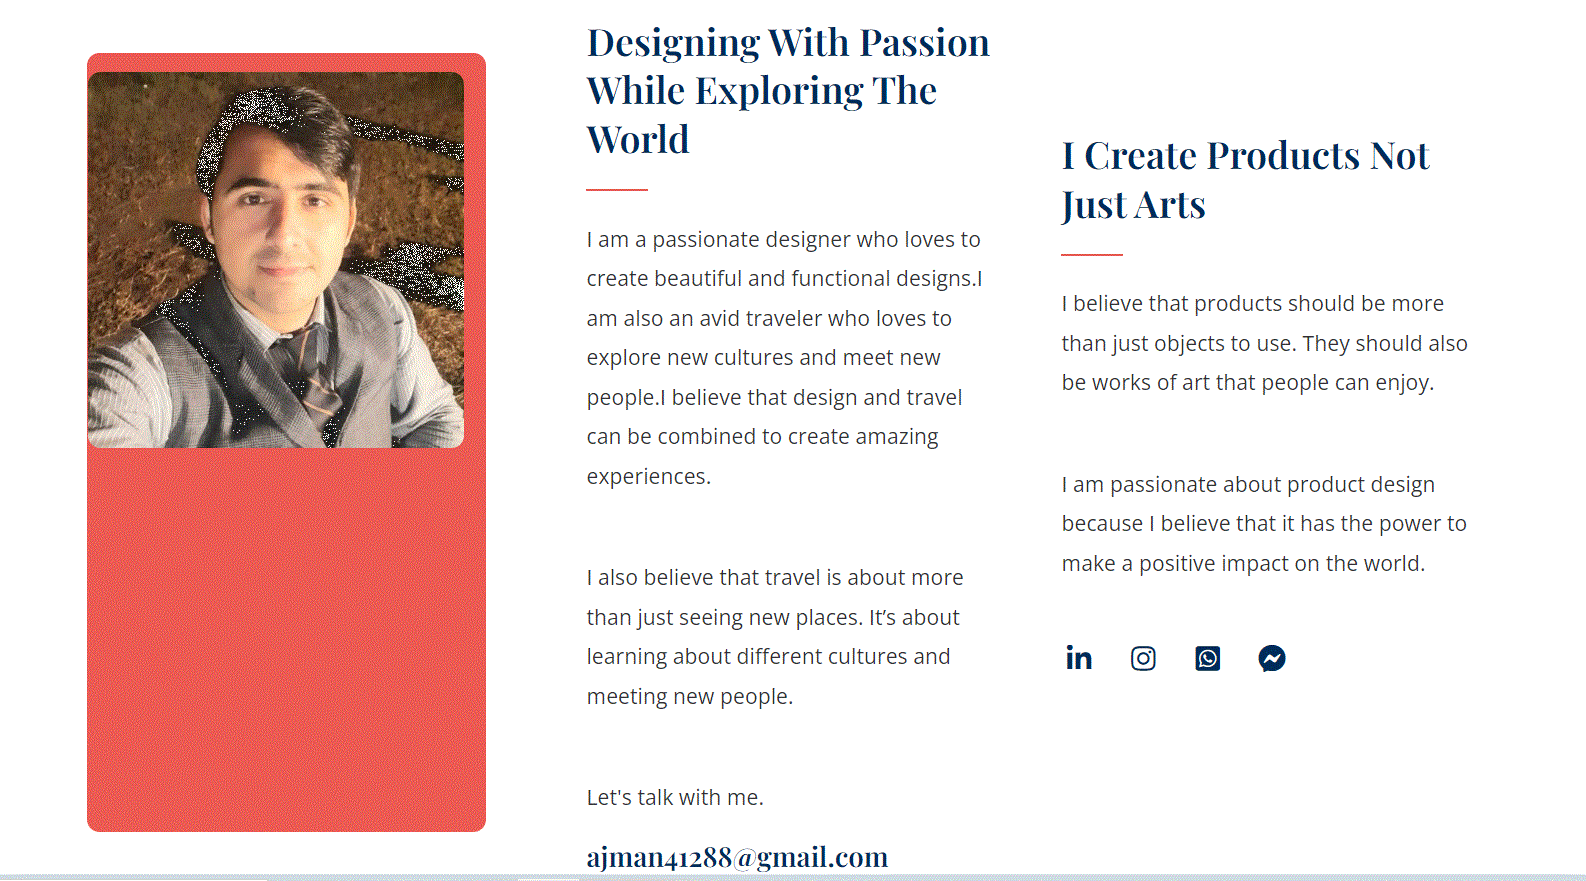 Designing With Passion
While Exploring The
World
I am a passionate designer who loves to
create beautiful and functional designs.I
am also an avid traveler who loves to
explore new cultures and meet new
people.I believe that design and travel
can be combined to create amazing
experiences.
I also believe that travel is about more
than just seeing new places. It’s about
learning about different cultures and
meeting new people.
Let's talk with me.
ajman41288@gmail.com
I Create Products Not
Just Arts
I believe that products should be more
than just objects to use. They should also
be works of art that people can enjoy.
I am passionate about product design
because I believe that it has the power to
make a positive impact on the world.
in